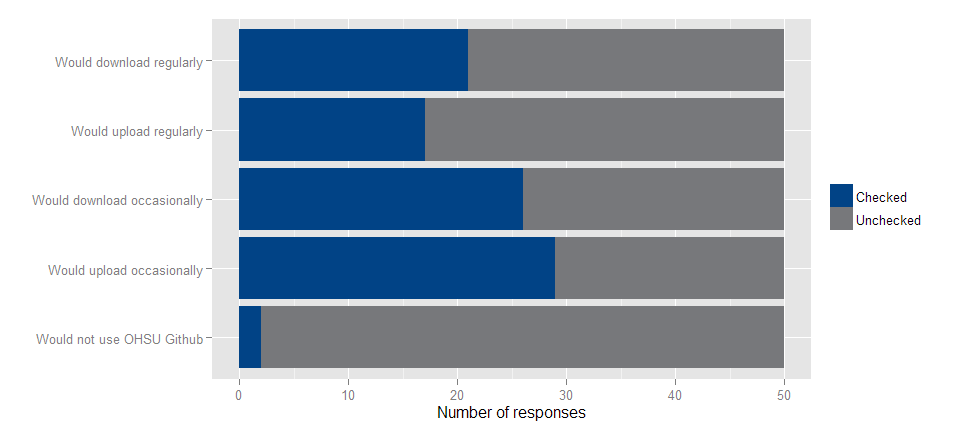 Would download regularly
Would upload regularly
Would download occasionally
Would upload occasionally
Would not use OHSU Github
0 10 20 30 40 50
Number of responses
Checked
Unchecked